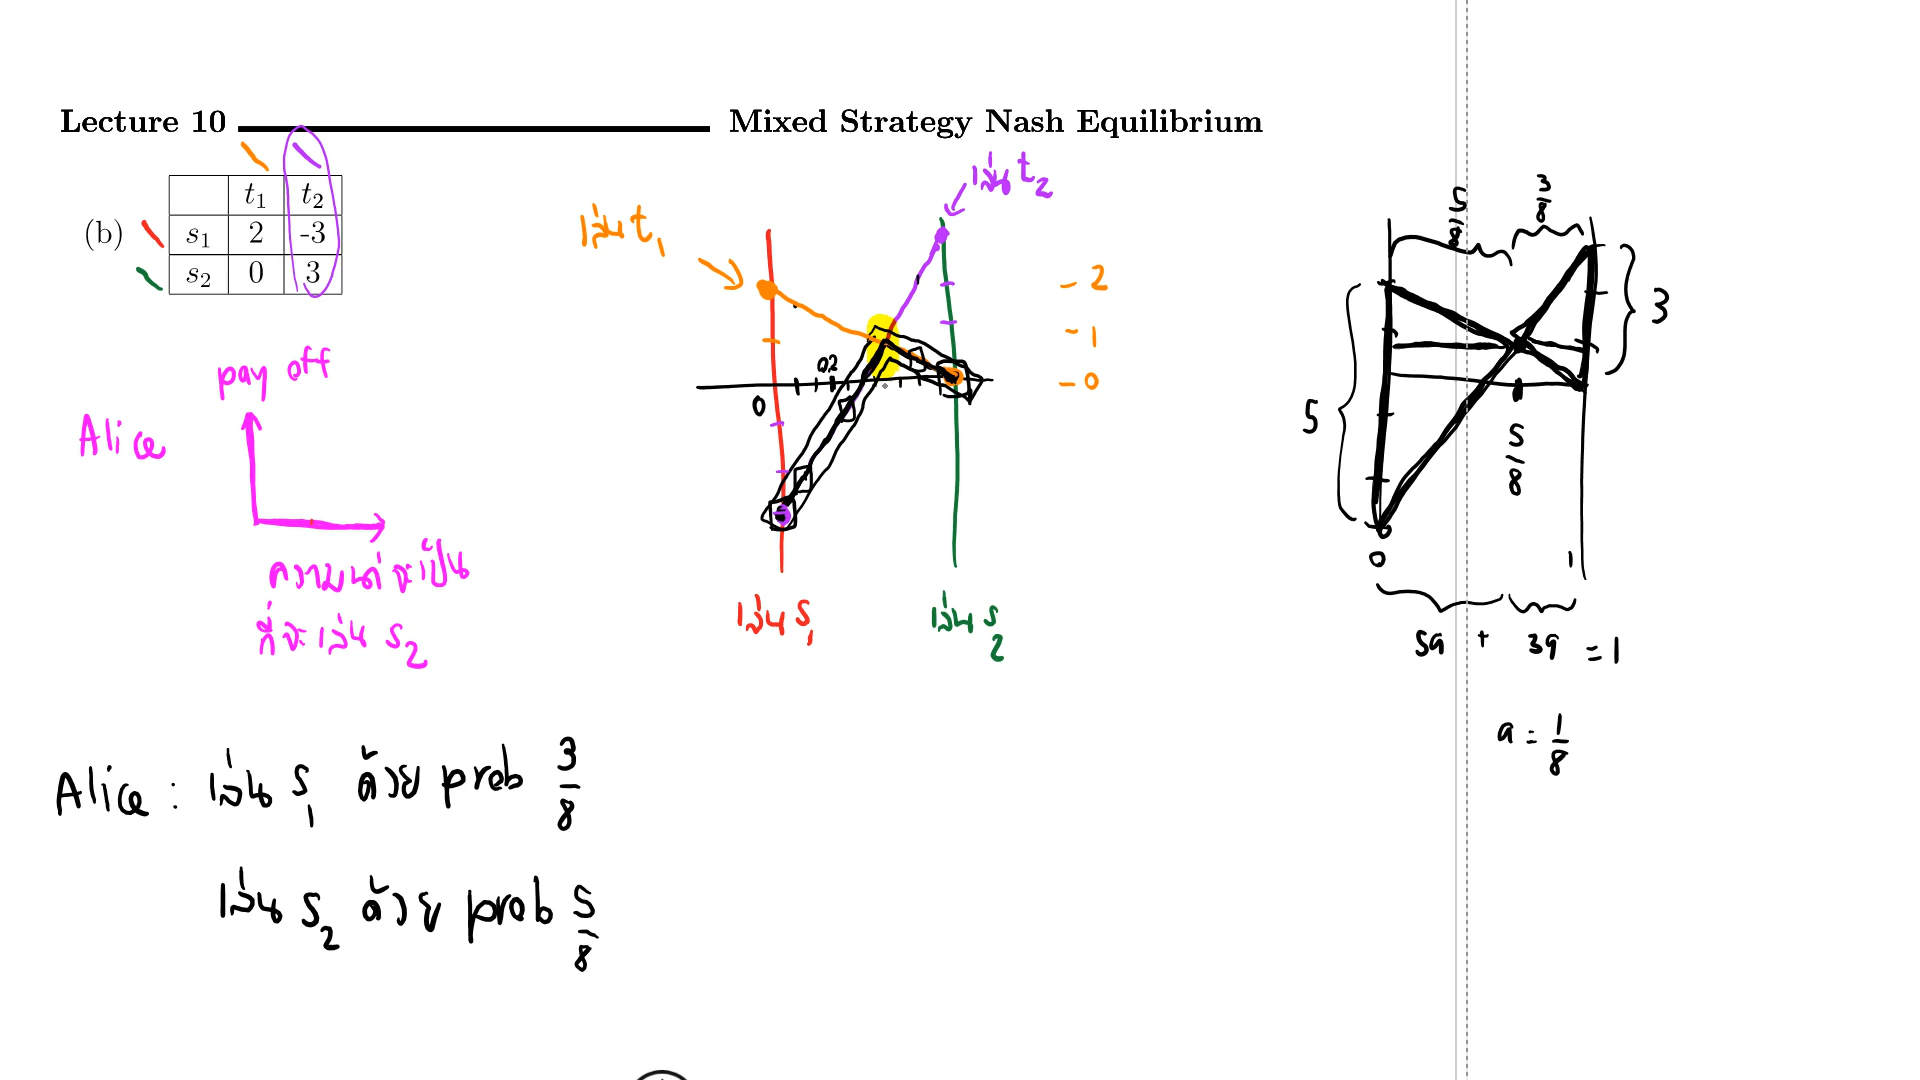 Lecture 10 Mixed Strategy Nash Equilibrium
(b)
t1 t2
s1 2 -3
s2 0 3
เล่น t1
เล่น t2
- 2
- 1
- 0
0.2
0
เล่น s1
เล่น s2
pay off
Alice
ความน่าจะเป็น
ที่จะเล่น s2
5/8
3/8
3
5
5/8
0 1
5a + 3a = 1
a = 1/8
Alice : เล่น s1 ด้วย prob 3/8
เล่น s2 ด้วย prob 5/8